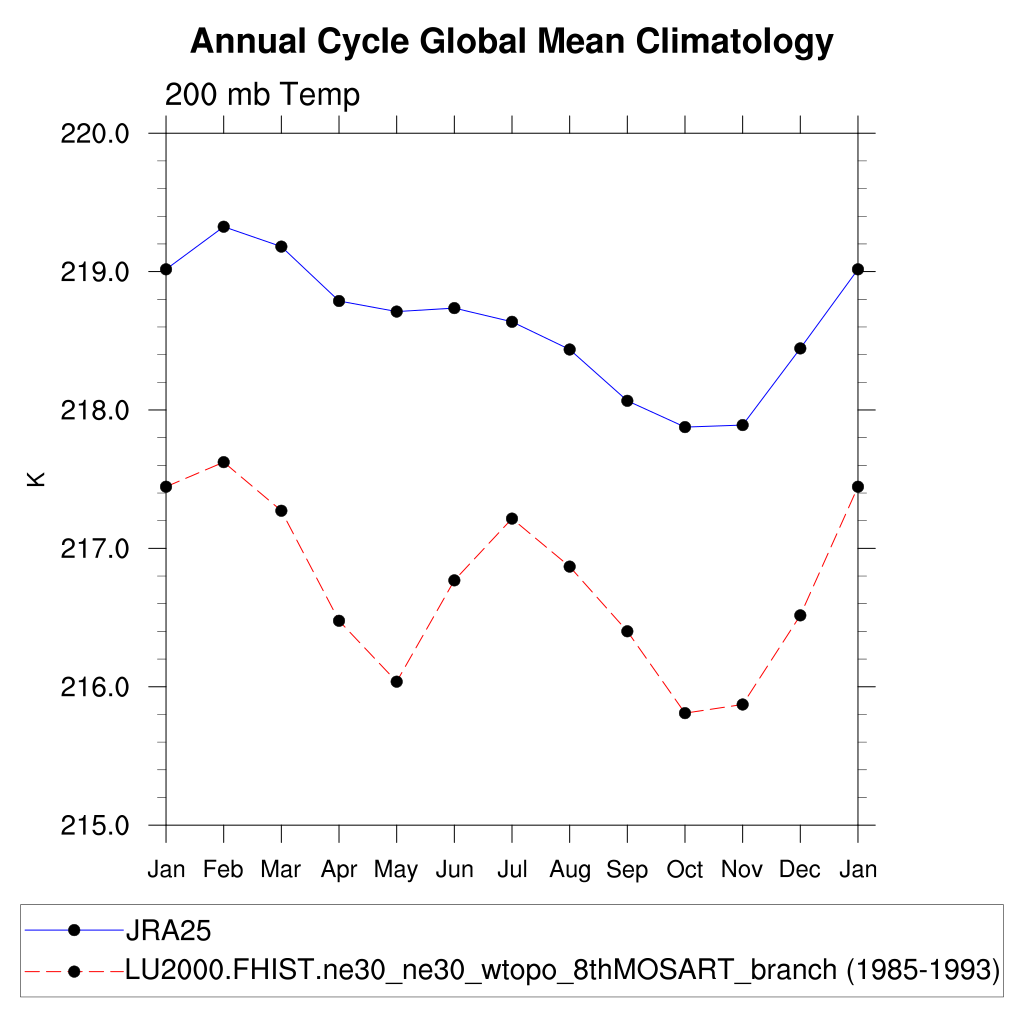 Annual Cycle Global Mean Climatology
200 mb Temp
220.0
219.0
218.0
217.0
216.0
215.0
K
Jan Feb Mar Apr May Jun Jul Aug Sep Oct Nov Dec Jan
JRA25
LU2000.FHIST.ne30_ne30_wtopo_8thMOSART_branch (1985-1993)